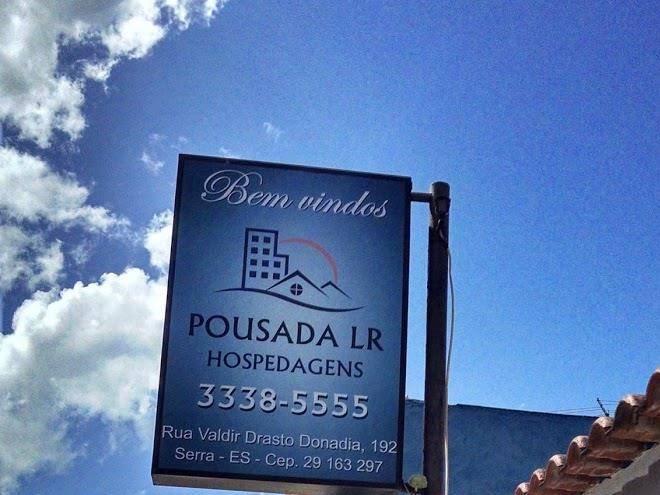 Bem vindos
POUSADA LR
HOSPEDAGENS
3338-5555
Rua Valdir Drasto Donadia, 192
Serra - ES - Cep. 29 163 297